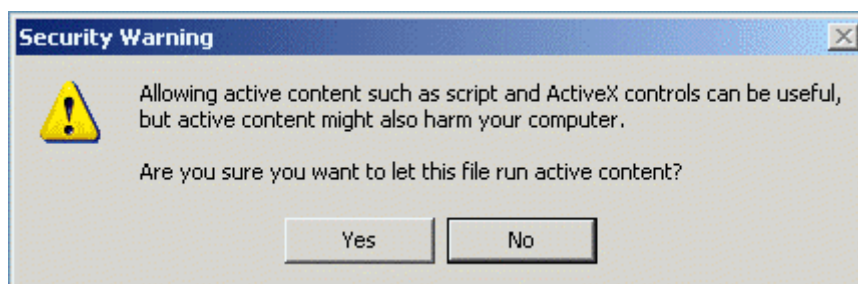 Security Warning
Allowing active content such as script and ActiveX controls can be useful,
but active content might also harm your computer.
Are you sure you want to let this file run active content?
Yes
No